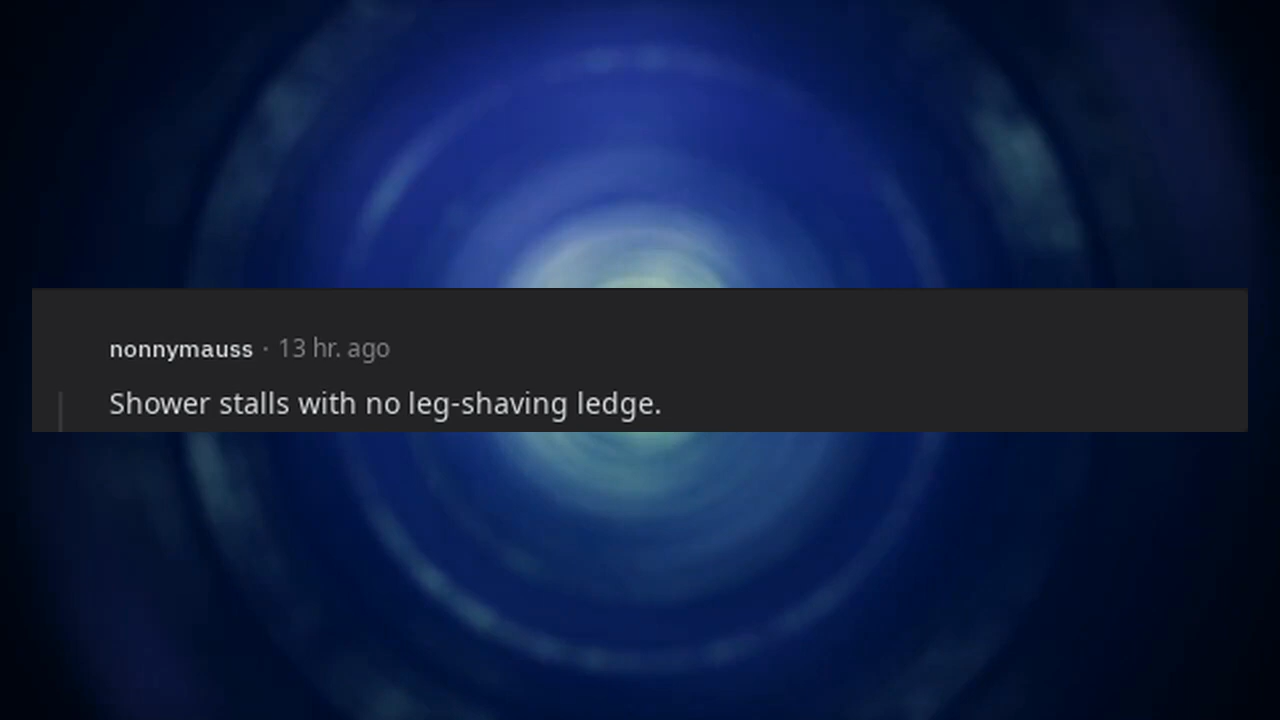 nonnymauss · 13 hr. ago
Shower stalls with no leg-shaving ledge.